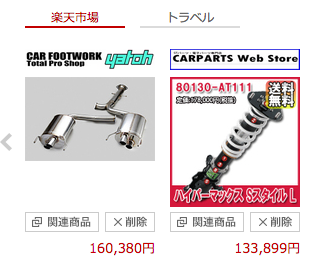 楽天市場
トラベル
CAR FOOTWORK
Total Pro Shop
yatoh
CARPARTS Web Store
80130-AT111
送料
無料
ハイパーマックス Sスタイル L
関連商品
×削除
関連商品
×削除
160,380円
133,899円